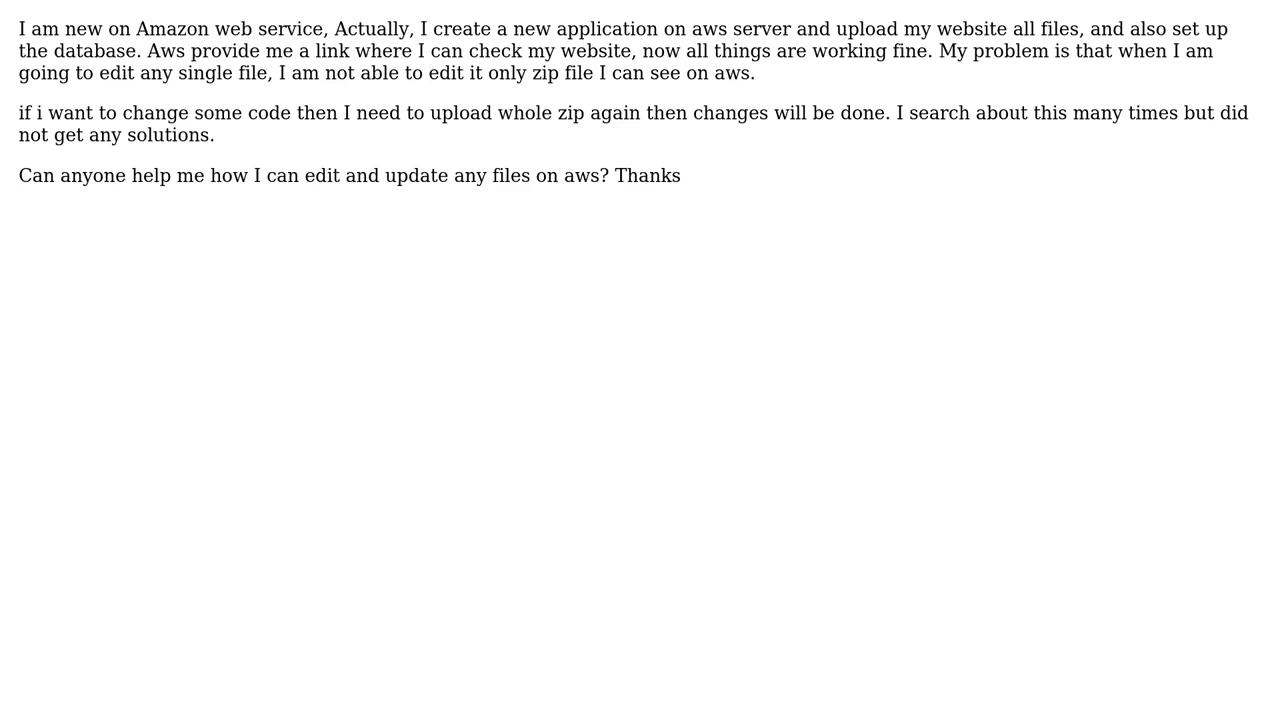 I am new on Amazon web service, Actually, I create a new application on aws server and upload my website all files, and also set up
the database. Aws provide me a link where I can check my website, now all things are working fine. My problem is that when I am
going to edit any single file, I am not able to edit it only zip file I can see on aws.
if i want to change some code then I need to upload whole zip again then changes will be done. I search about this many times but did
not get any solutions.
Can anyone help me how I can edit and update any files on aws? Thanks